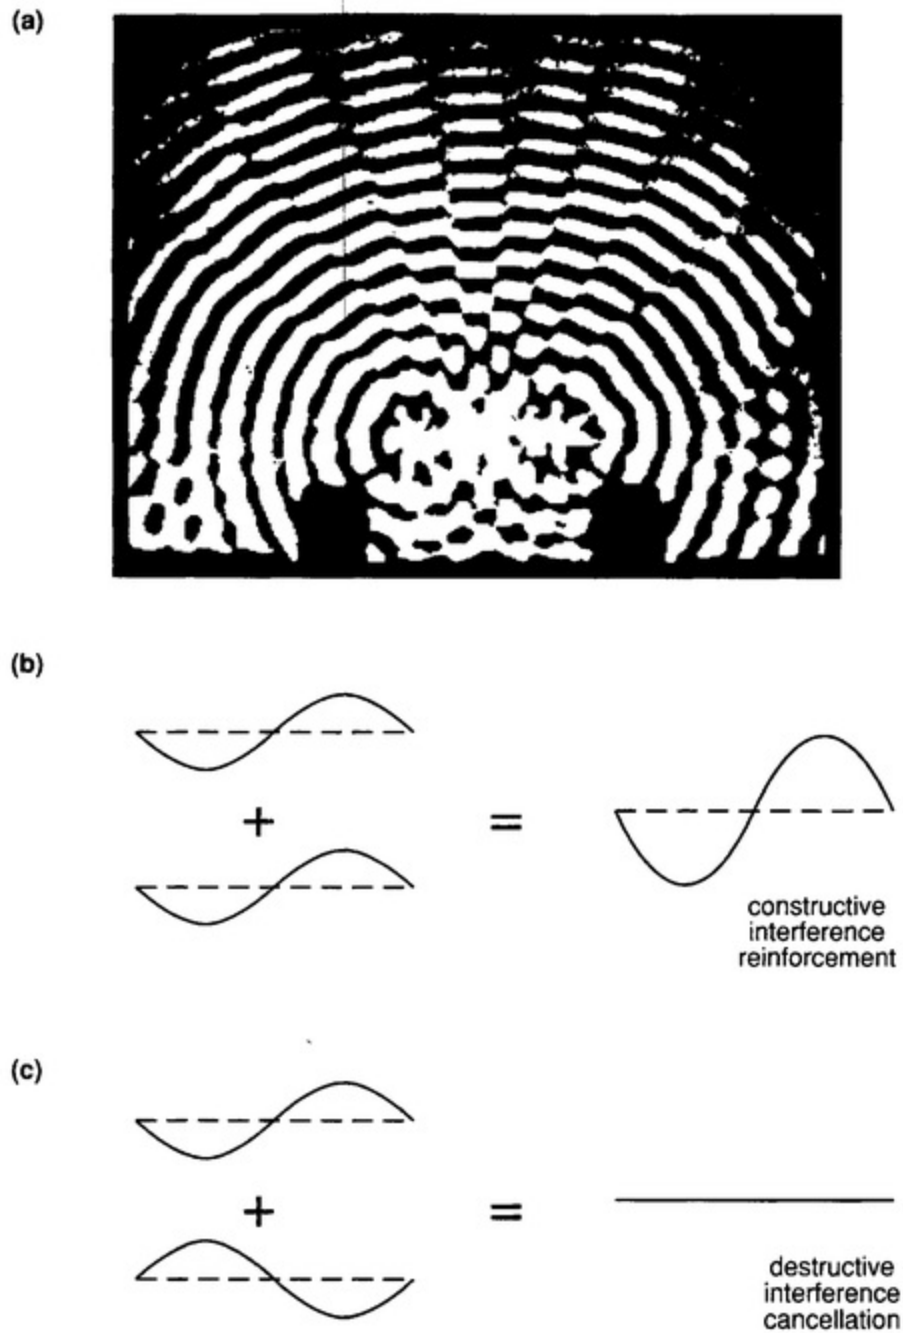 (a)
(b)
+
=
constructive
interference
reinforcement
(c)
+
=
destructive
interference
cancellation